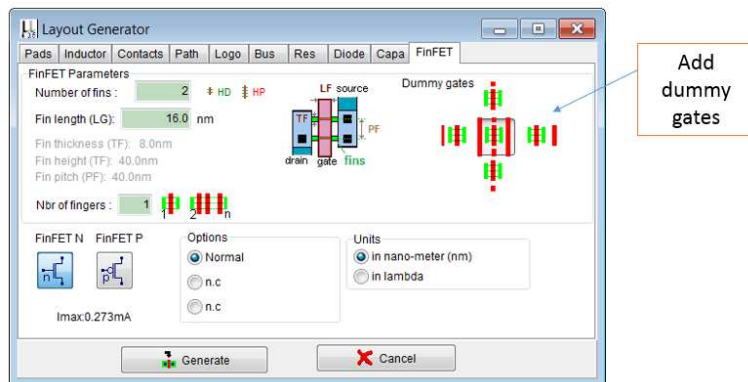 Layout Generator
Pads Inductor Contacts Path Logo Bus Res Diode Capa FinFET
FinFET Parameters
Number of fins : 2 HD HP
Fin length (LG): 16.0 nm
Fin thickness (TF): 8.0nm
Fin height (TF): 40.0nm
Fin pitch (PF): 40.0nm
Nbr of fingers : 1 1 2 n
LF source
TF
PF
drain gate fins
Dummy gates
Add
dummy
gates
FinFET N FinFET P
n p
Imax:0.273mA
Options
Normal
n.c
n.c
Units
in nano-meter (nm)
in lambda
Generate
Cancel